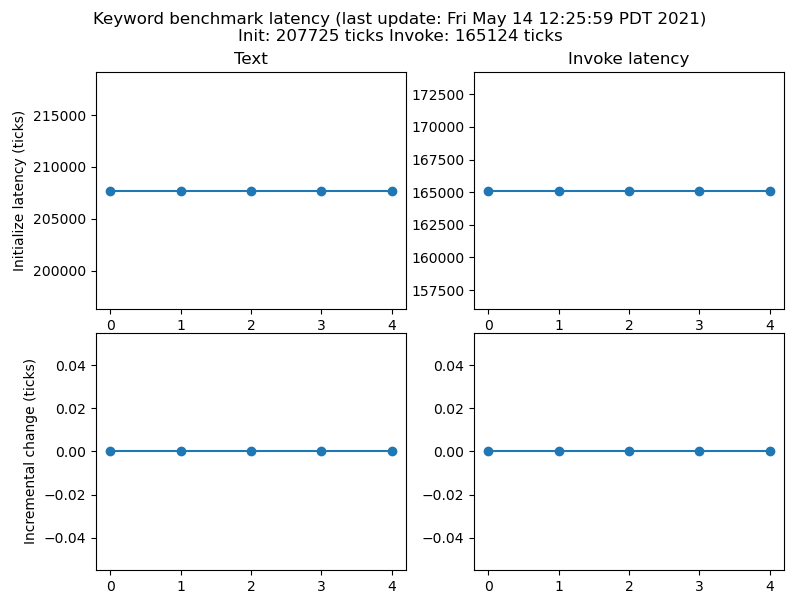 Keyword benchmark latency (last update: Fri May 14 12:25:59 PDT 2021)
Init: 207725 ticks Invoke: 165124 ticks
Text
Initialize latency (ticks)
215000
210000
205000
200000
0 1 2 3 4
Invoke latency
172500
170000
167500
165000
162500
160000
157500
0 1 2 3 4
Incremental change (ticks)
0.04
0.02
0.00
−0.02
−0.04
0 1 2 3 4
0.04
0.02
0.00
−0.02
−0.04
0 1 2 3 4